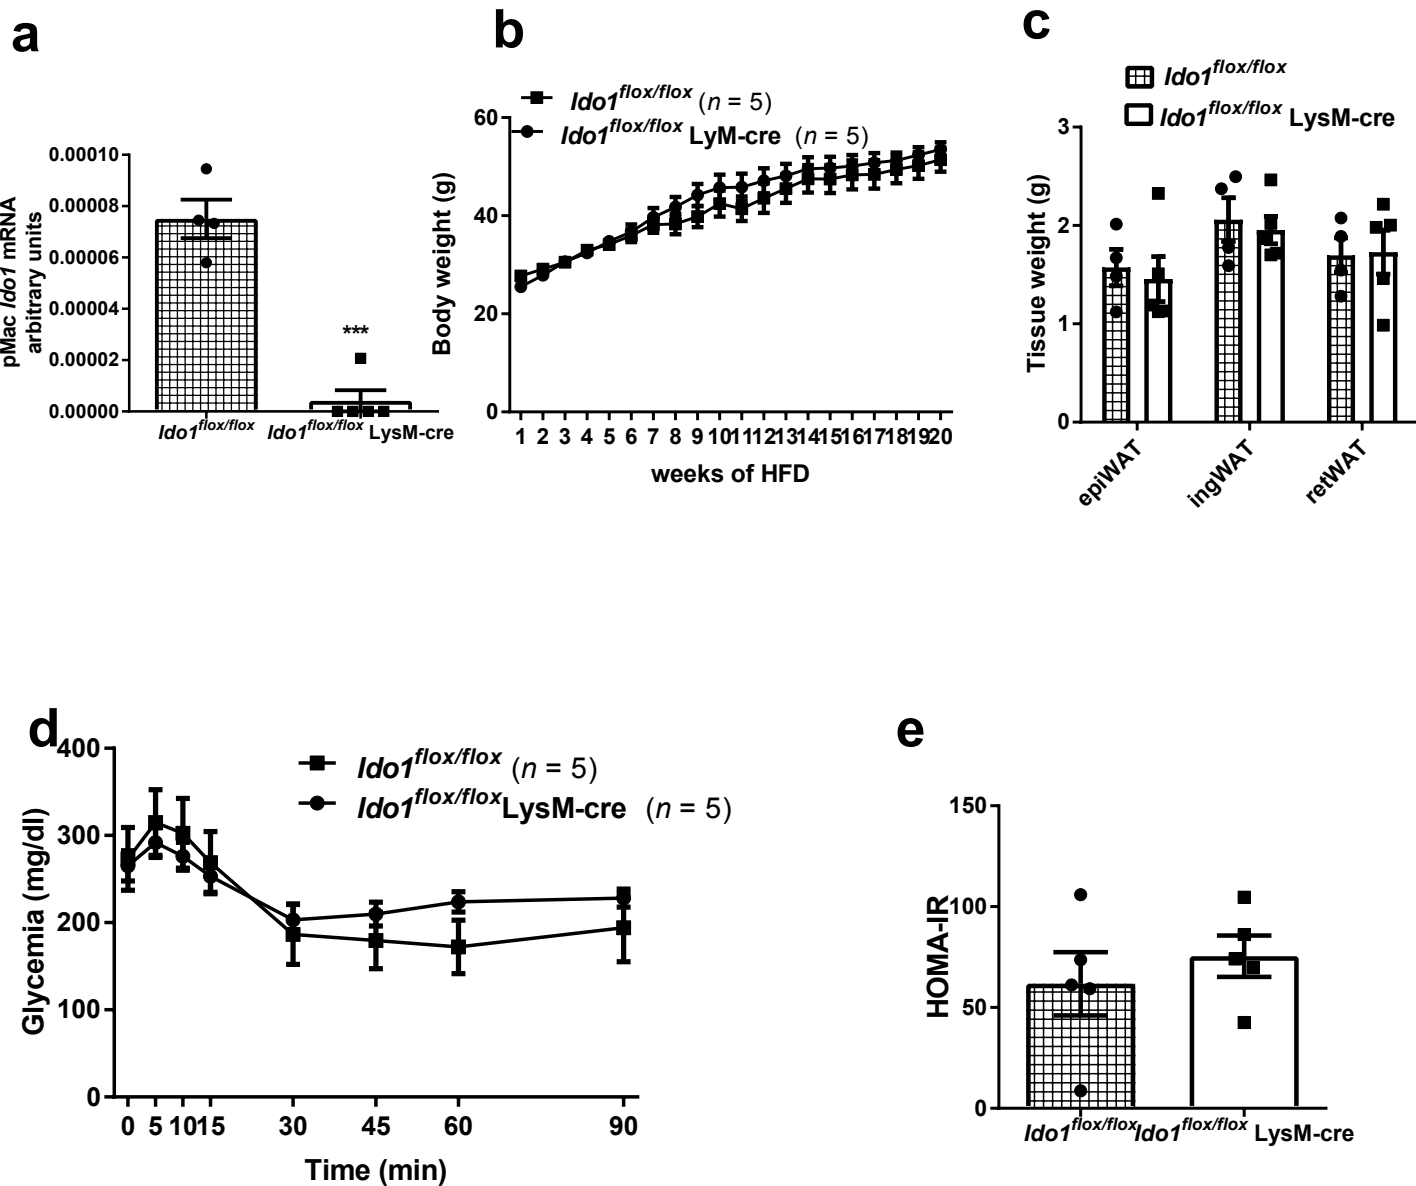 a
pMac Ido1 mRNA
arbitrary units
0.00010
0.00008
0.00006
0.00004
0.00002
0.00000
***
Ido1flox/flox
Ido1flox/flox LysM-cre
b
Ido1flox/flox (n = 5)
Ido1flox/flox LyM-cre (n = 5)
Body weight (g)
60
40
20
0
1 2 3 4 5 6 7 8 9 10 11 12 13 14 15 16 17 18 19 20
weeks of HFD
c
Ido1flox/flox
Ido1flox/flox LysM-cre
Tissue weight (g)
3
2
1
0
epiWAT
ingWAT
retWAT
d
Ido1flox/flox (n = 5)
Ido1flox/flox LysM-cre (n = 5)
Glycemia (mg/dl)
400
300
200
100
0
0 5 10 15 30 45 60 90
Time (min)
e
HOMA-IR
150
100
50
0
Ido1flox/flox
Ido1flox/flox LysM-cre